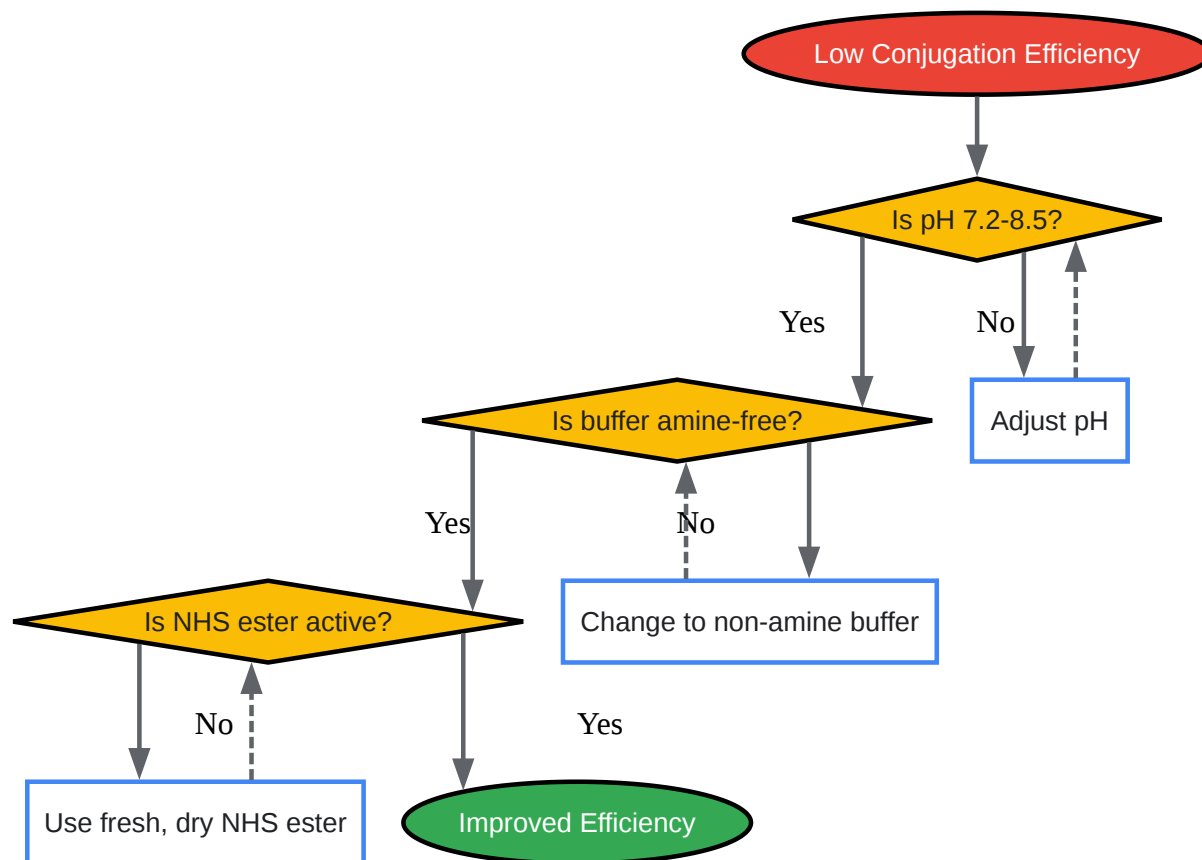 Low Conjugation Efficiency
Is pH 7.2-8.5?
Yes
No
Is buffer amine-free?
Adjust pH
Yes
No
Is NHS ester active?
Change to non-amine buffer
No
Yes
Use fresh, dry NHS ester
Improved Efficiency